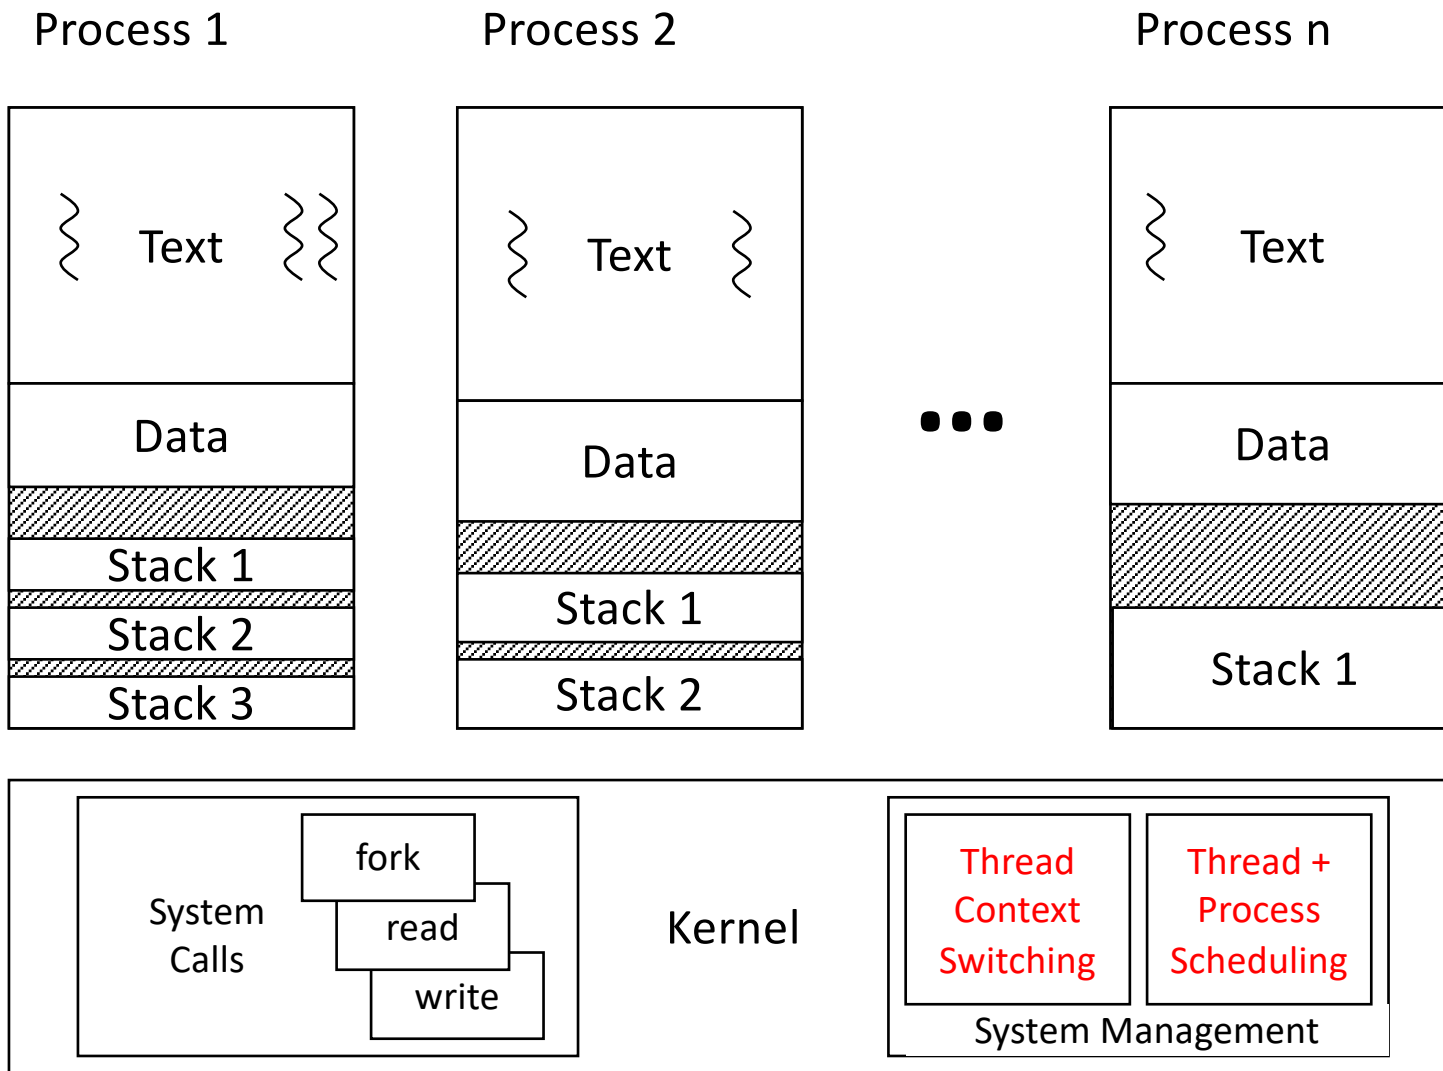 Process 1
Process 2
Process n
Text
Text
Text
Data
Data
Data
Stack 1
Stack 2
Stack 3
Stack 1
Stack 2
Stack 1
System
Calls
fork
read
write
Kernel
Thread
Context
Switching
Thread +
Process
Scheduling
System Management